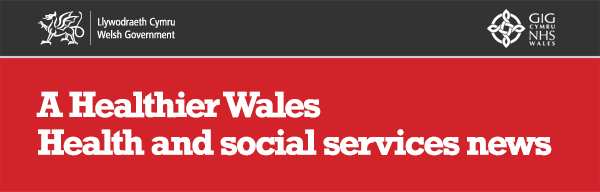 Llywodraeth Cymru
Welsh Government
GIG
CYMRU
NHS
WALES
A Healthier Wales
Health and social services news